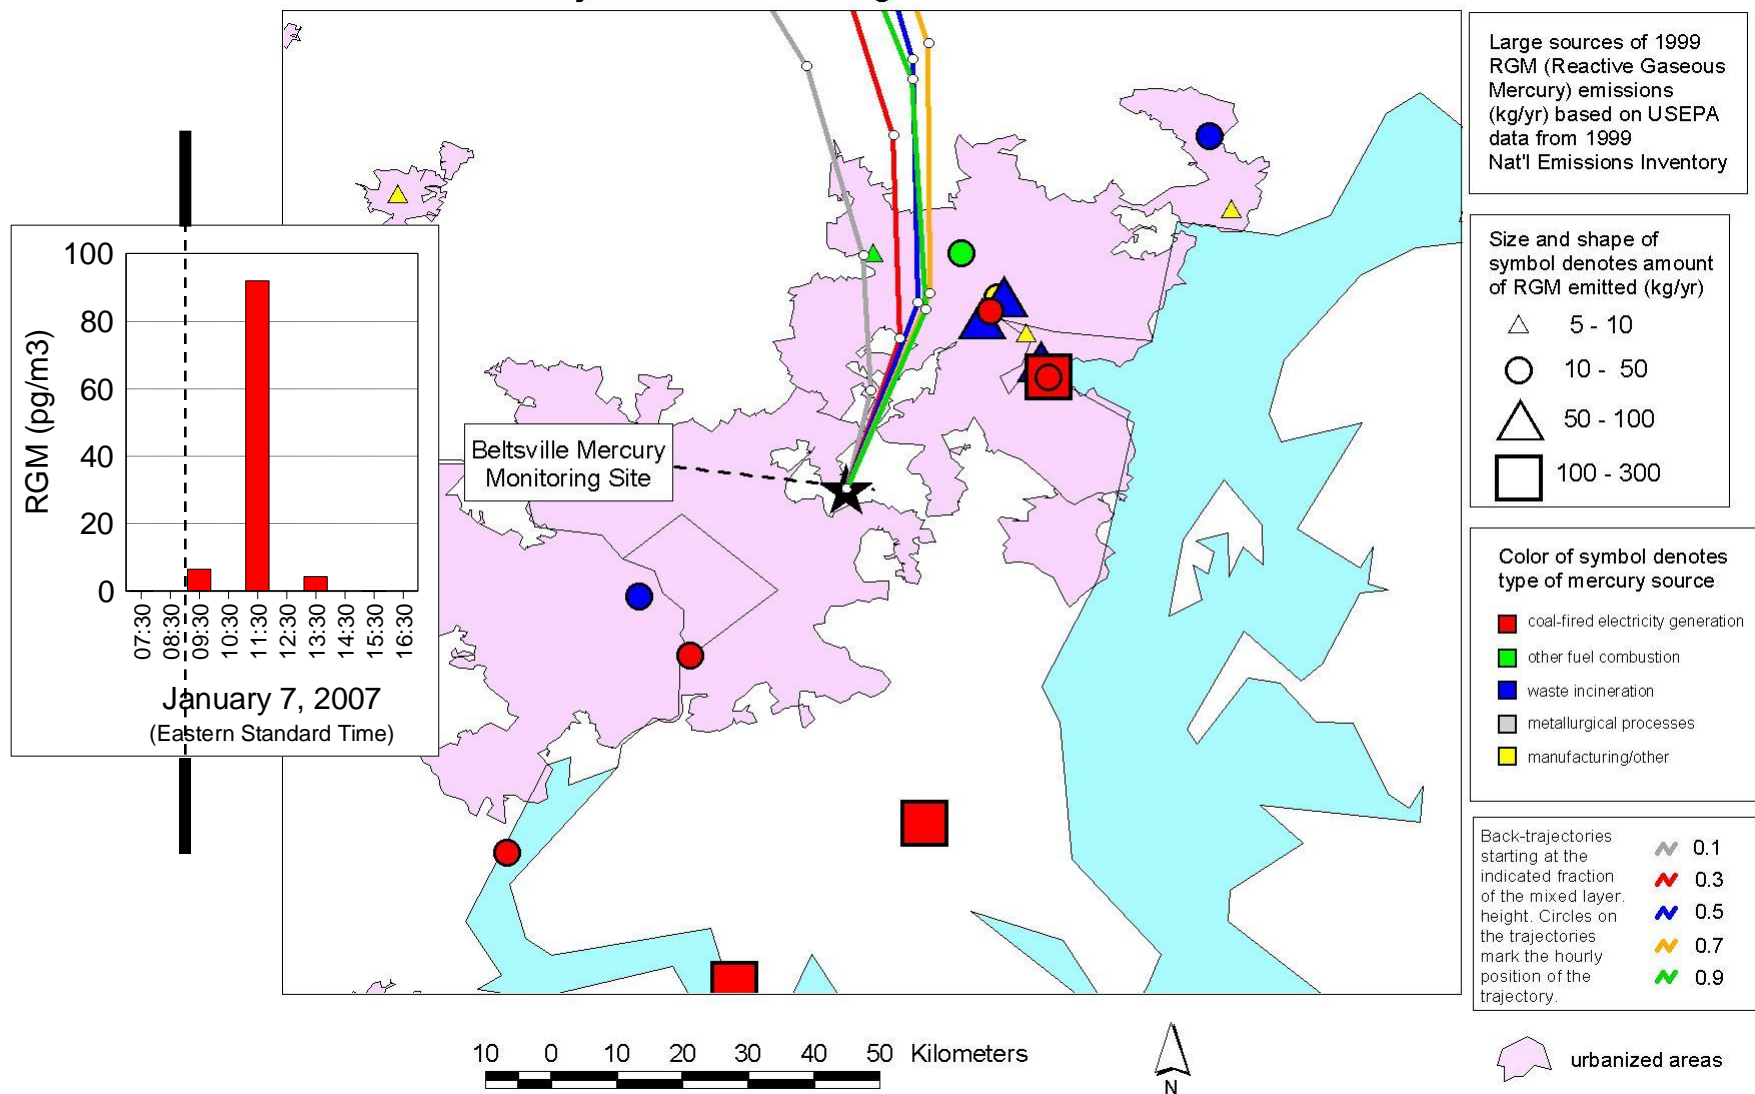 Large sources of 1999
RGM (Reactive Gaseous
Mercury) emissions
(kg/yr) based on USEPA
data from 1999
Nat'l Emissions Inventory
Size and shape of
symbol denotes amount
of RGM emitted (kg/yr)
5 - 10
10 - 50
50 - 100
100 - 300
Color of symbol denotes
type of mercury source
coal-fired electricity generation
other fuel combustion
waste incineration
metallurgical processes
manufacturing/other
Back-trajectories
starting at the
indicated fraction
of the mixed layer.
height. Circles on
the trajectories
mark the hourly
position of the
trajectory.
0.1
0.3
0.5
0.7
0.9
urbanized areas
Beltsville Mercury
Monitoring Site
RGM (pg/m3)
100
80
60
40
20
0
07:30
08:30
09:30
10:30
11:30
12:30
13:30
14:30
15:30
16:30
January 7, 2007
(Eastern Standard Time)
10 0 10 20 30 40 50 Kilometers
N